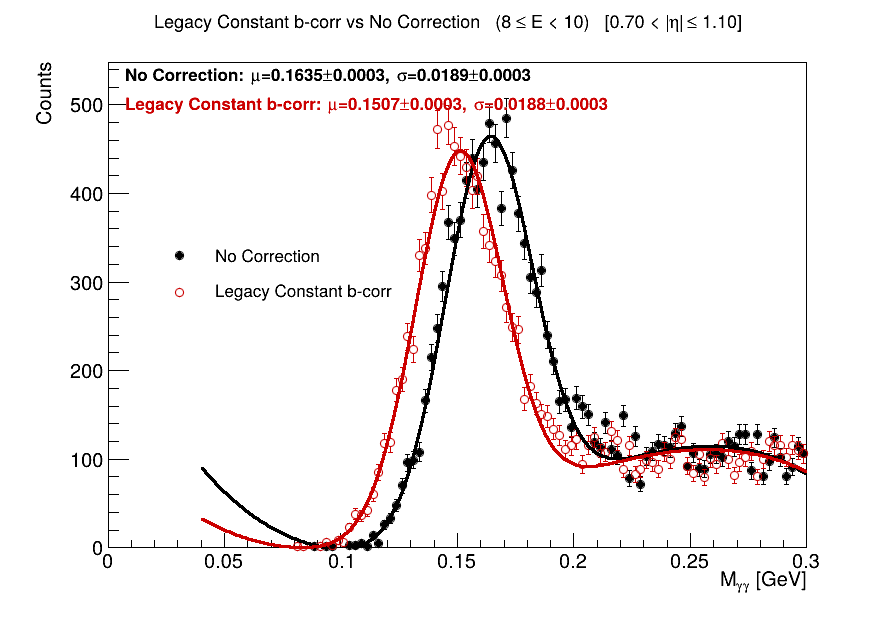 Legacy Constant b-corr vs No Correction (8 ≤ E < 10) [0.70 < |η| ≤ 1.10]
Counts
No Correction: μ=0.1635±0.0003, σ=0.0189±0.0003
Legacy Constant b-corr: μ=0.1507±0.0003, σ=0.0188±0.0003
No Correction
Legacy Constant b-corr
500
400
300
200
100
0
0 0.05 0.1 0.15 0.2 0.25 0.3
Mγγ [GeV]